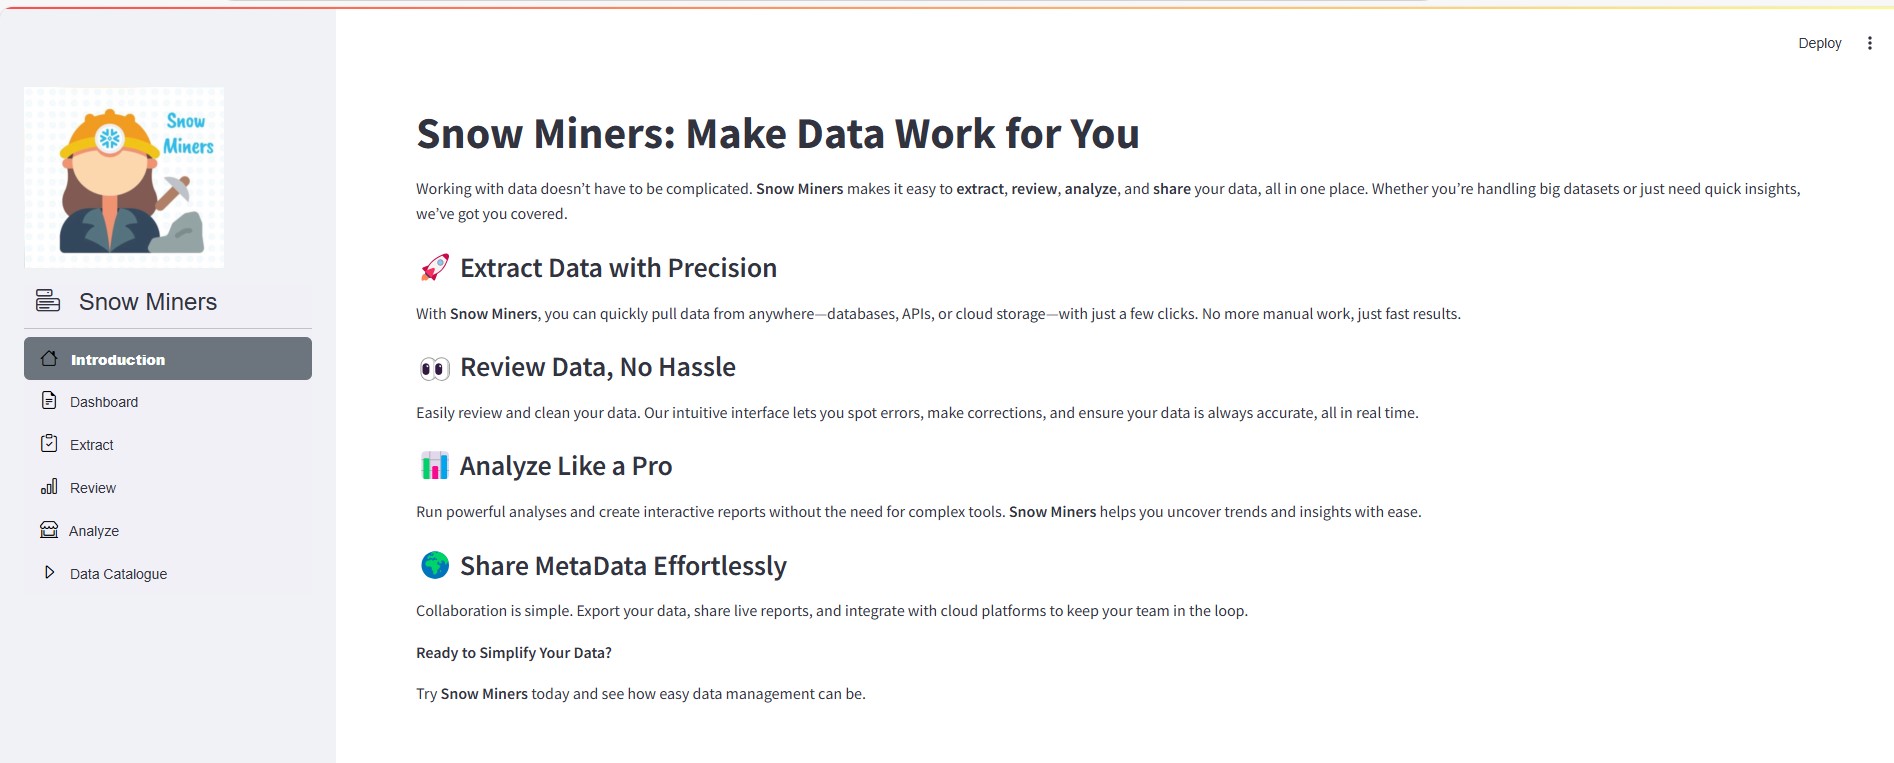 Deploy
Snow
Miners
Snow Miners
Introduction
Dashboard
Extract
Review
Analyze
Data Catalogue
Snow Miners: Make Data Work for You
Working with data doesn’t have to be complicated. Snow Miners makes it easy to extract, review, analyze, and share your data, all in one place. Whether you’re handling big datasets or just need quick insights,
we’ve got you covered.
🚀 Extract Data with Precision
With Snow Miners, you can quickly pull data from anywhere—databases, APIs, or cloud storage—with just a few clicks. No more manual work, just fast results.
👀 Review Data, No Hassle
Easily review and clean your data. Our intuitive interface lets you spot errors, make corrections, and ensure your data is always accurate, all in real time.
📊 Analyze Like a Pro
Run powerful analyses and create interactive reports without the need for complex tools. Snow Miners helps you uncover trends and insights with ease.
🌍 Share MetaData Effortlessly
Collaboration is simple. Export your data, share live reports, and integrate with cloud platforms to keep your team in the loop.
Ready to Simplify Your Data?
Try Snow Miners today and see how easy data management can be.